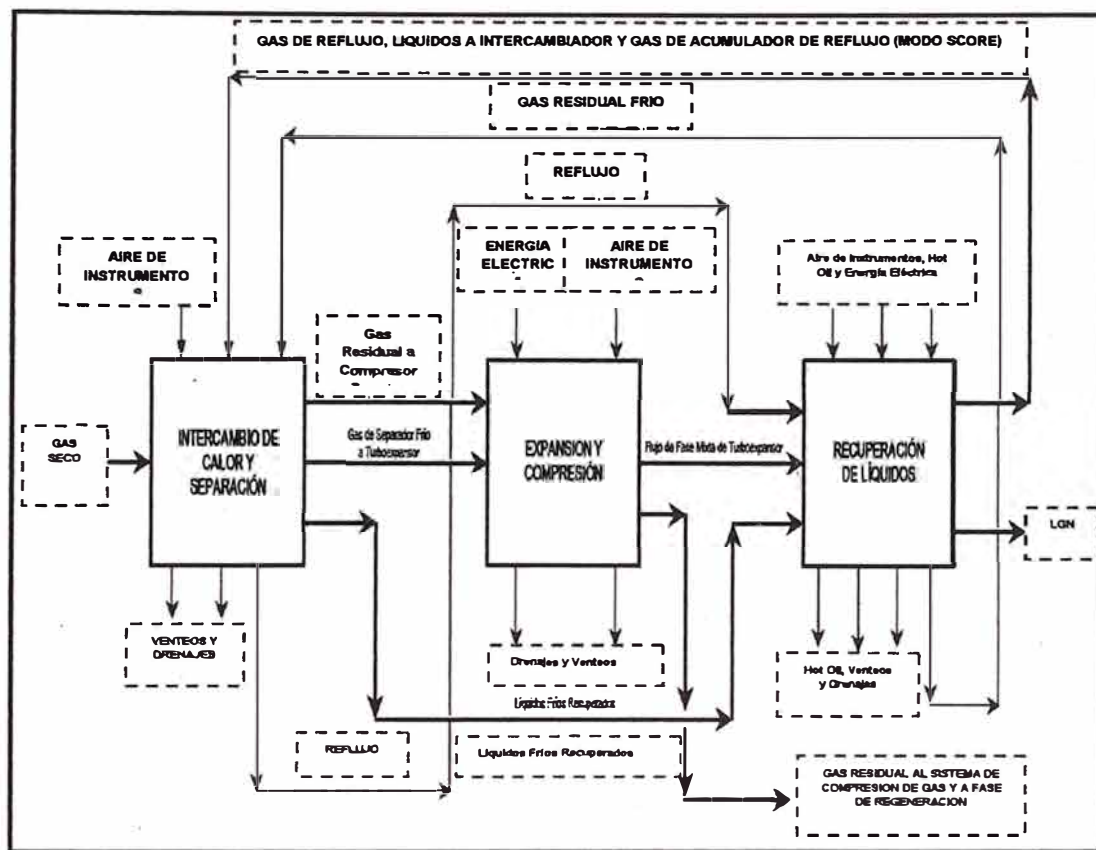 GAS DE REFLUJO, LIQUIDOS A INTERCAMBIADOR Y GAS DE ACUMULADOR DE REFLUJO (MODO SCORE)
GAS RESIDUAL FRIO
REFLUJO
AIRE DE
INSTRUMENTO
ENERGIA
ELECTRIC
AIRE DE
INSTRUMENTO
Aire de Instrumentos, Hot
Oil y Energía Eléctrica
Gas
Residual a
Compresor
GAS
SECO
INTERCAMBIO DE
CALOR Y
SEPARACIÓN
Gas de Separador Frio
a Turboexpansor
EXPANSION Y
COMPRESIÓN
Flujo de Fase Mixta de Turboexpansor
RECUPERACIÓN
DE LÍQUIDOS
LGN
VENTEOS Y
DRENAJES
Drenajes y Venteos
Hot Oil, Venteos
y Drenajes
Líquidos Fríos Recuperados
REFLUJO
Líquidos Fríos Recuperados
GAS RESIDUAL AL SISTEMA DE
COMPRESION DE GAS Y A FASE
DE REGENERACION